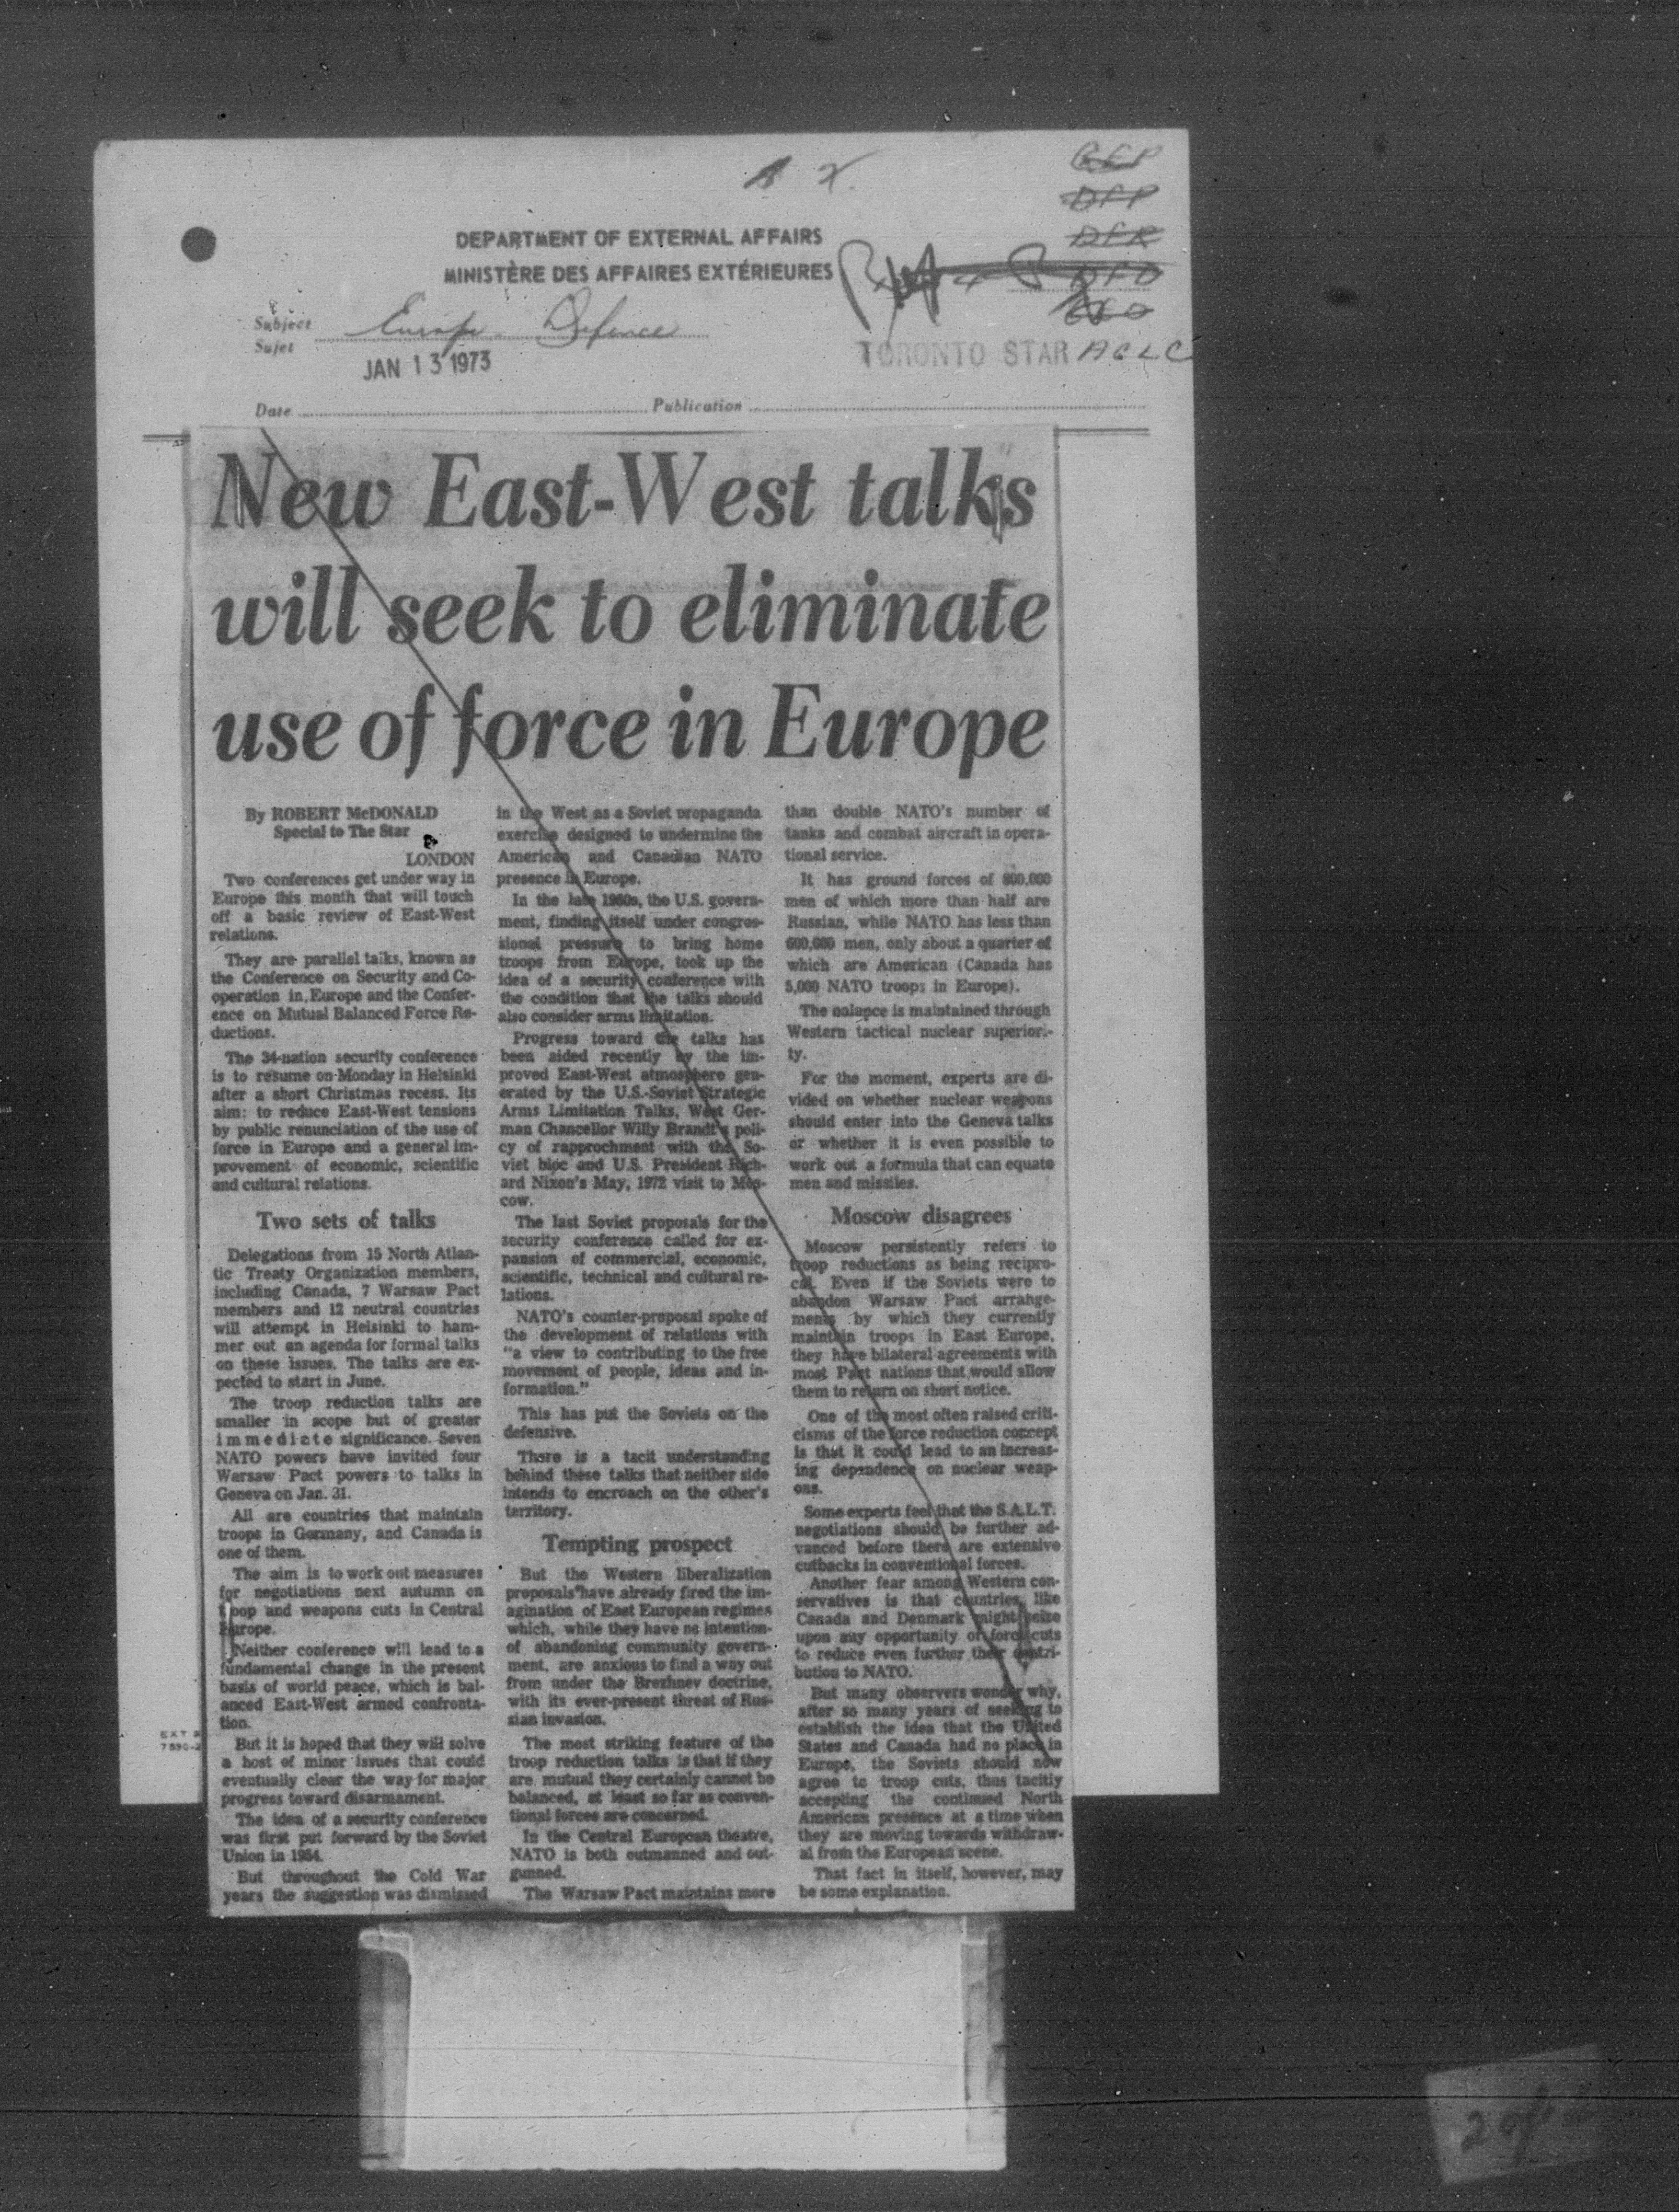 DEPARTMENT OF EXTERNAL AFFAIRS
MINISTÈRE DES AFFAIRES EXTÉRIEURES
Subject
Sujet
Europe Defence
JAN 13 1973
TORONTO STAR
Date
Publication
New East-West talks
will seek to eliminate
use of force in Europe
By ROBERT McDONALD
Special to The Star
LONDON
Two conferences get under way in
Europe this month that will touch
off a basic review of East-West
relations.
They are parallel talks, known as
the Conference on Security and Co-
operation in Europe and the Confer-
ence on Mutual Balanced Force Re-
ductions.
The 34-nation security conference
is to resume on Monday in Helsinki
after a short Christmas recess. Its
aim: to reduce East-West tensions
by public renunciation of the use of
force in Europe and a general im-
provement of economic, scientific
and cultural relations.
Two sets of talks
Delegations from 15 North Atlan-
tic Treaty Organization members,
including Canada, 7 Warsaw Pact
members and 12 neutral countries
will attempt in Helsinki to ham-
mer out an agenda for formal talks
on these issues. The talks are ex-
pected to start in June.
The troop reduction talks are
smaller in scope but of greater
immediate significance. Seven
NATO powers have invited four
Warsaw Pact powers to talks in
Geneva on Jan. 31.
All are countries that maintain
troops in Germany, and Canada is
one of them.
The aim is to work out measures
for negotiations next autumn on
troop and weapons cuts in Central
Europe.
Neither conference will lead to a
fundamental change in the present
basis of world peace, which is bal-
anced East-West armed confronta-
tion.
But it is hoped that they will solve
a host of minor issues that could
eventually clear the way for major
progress toward disarmament.
The idea of a security conference
was first put forward by the Soviet
Union in 1954.
But throughout the Cold War
years the suggestion was dismissed
in the West as a Soviet propaganda
exercise designed to undermine the
American and Canadian NATO
presence in Europe.
In the late 1960s, the U.S. govern-
ment, finding itself under congres-
sional pressure to bring home
troops from Europe, took up the
idea of a security conference with
the condition that the talks should
also consider arms limitation.
Progress toward the talks has
been aided recently by the im-
proved East-West atmosphere gen-
erated by the U.S.-Soviet Strategic
Arms Limitation Talks, West Ger-
man Chancellor Willy Brandt's poli-
cy of rapprochment with the So-
viet bloc and U.S. President Rich-
ard Nixon's May, 1972 visit to Mos-
cow.
The last Soviet proposals for the
security conference called for ex-
pansion of commercial, economic,
scientific, technical and cultural re-
lations.
NATO's counter-proposal spoke of
the development of relations with
"a view to contributing to the free
movement of people, ideas and in-
formation."
This has put the Soviets on the
defensive.
There is a tacit understanding
behind these talks that neither side
intends to encroach on the other's
territory.
Tempting prospect
But the Western liberalization
proposals have already fired the im-
agination of East European regimes
which, while they have no intention
of abandoning community govern-
ment, are anxious to find a way out
from under the Brezhnev doctrine,
with its ever-present threat of Rus-
sian invasion.
The most striking feature of the
troop reduction talks is that if they
are mutual they certainly cannot be
balanced, at least so far as conven-
tional forces are concerned.
In the Central European theatre,
NATO is both outmanned and out-
gunned.
The Warsaw Pact maintains more
than double NATO's number of
tanks and combat aircraft in opera-
tional service.
It has ground forces of 800,000
men of which more than half are
Russian, while NATO has less than
600,000 men, only about a quarter of
which are American (Canada has
5,000 NATO troops in Europe).
The balance is maintained through
Western tactical nuclear superiori-
ty.
For the moment, experts are di-
vided on whether nuclear weapons
should enter into the Geneva talks
or whether it is even possible to
work out a formula that can equate
men and missiles.
Moscow disagrees
Moscow persistently refers to
troop reductions as being recipro-
cal. Even if the Soviets were to
abandon Warsaw Pact arrange-
ments by which they currently
maintain troops in East Europe,
they have bilateral agreements with
most Pact nations that would allow
them to return on short notice.
One of the most often raised criti-
cisms of the force reduction concept
is that it could lead to an increas-
ing dependence on nuclear weap-
ons.
Some experts feel that the S.A.L.T.
negotiations should be further ad-
vanced before there are extensive
cutbacks in conventional forces.
Another fear among Western con-
servatives is that countries like
Canada and Denmark might seize
upon any opportunity of force cuts
to reduce even further their contri-
bution to NATO.
But many observers wonder why,
after so many years of seeking to
establish the idea that the United
States and Canada had no place in
Europe, the Soviets should now
agree to troop cuts, thus tacitly
accepting the continued North
American presence at a time when
they are moving towards withdraw-
al from the European scene.
That fact in itself, however, may
be some explanation.
2 of 2